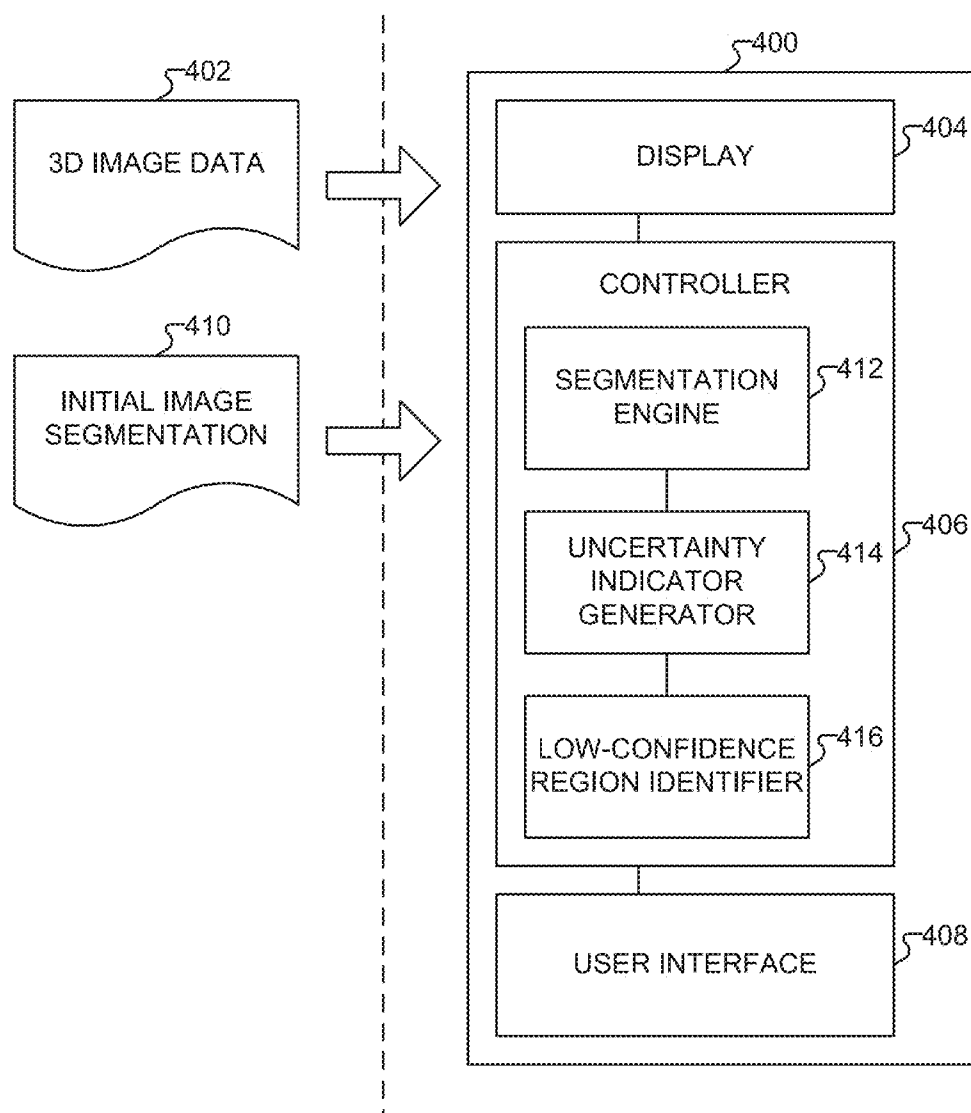 402
3D IMAGE DATA
410
INITIAL IMAGE
SEGMENTATION
400
DISPLAY
404
CONTROLLER
SEGMENTATION
ENGINE
412
UNCERTAINTY
INDICATOR
GENERATOR
414
406
LOW-CONFIDENCE
REGION IDENTIFIER
416
USER INTERFACE
408